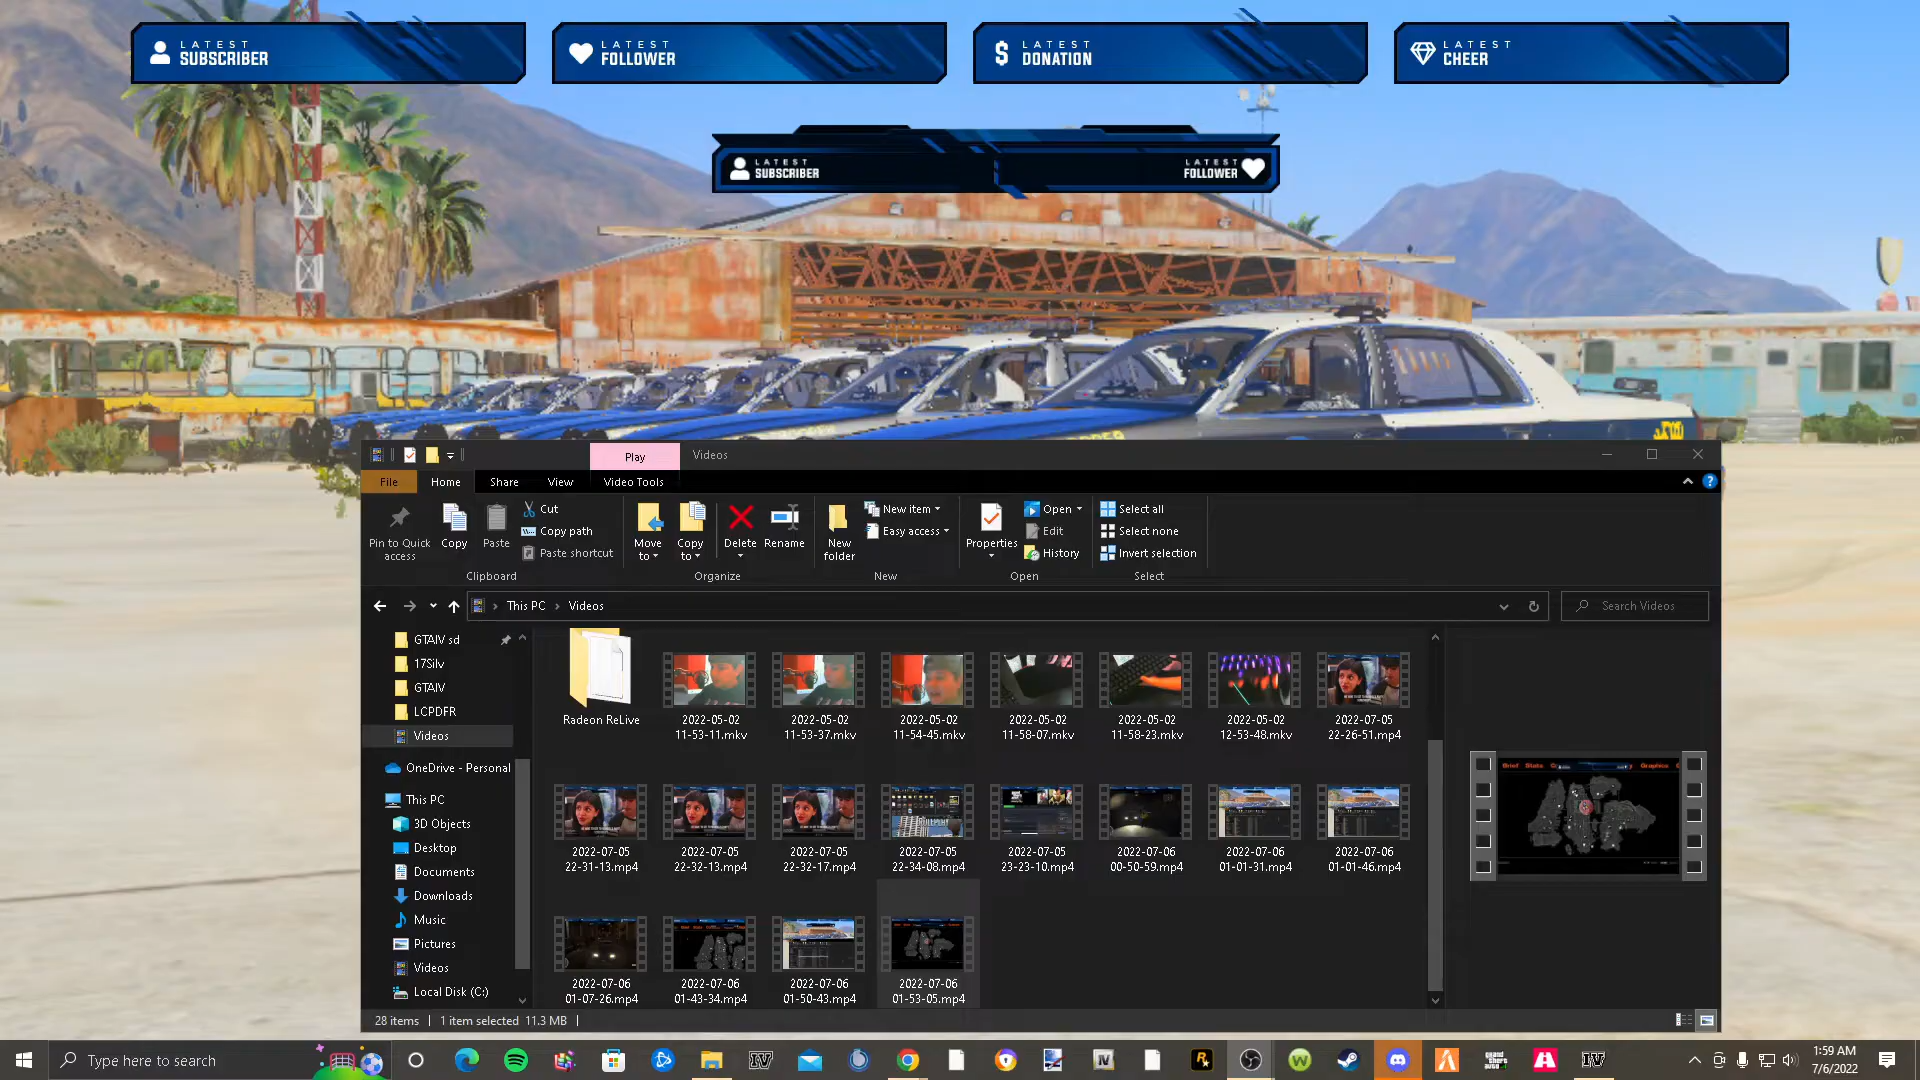 LATEST
SUBSCRIBER
LATEST
FOLLOWER
LATEST
DONATION
LATEST
CHEER
LATEST
SUBSCRIBER
LATEST
FOLLOWER
Play
Videos
File
Home
Share
View
Video Tools
Pin to Quick
access
Copy
Paste
Cut
Copy path
Paste shortcut
Clipboard
Move
to
Copy
to
Delete
Rename
Organize
New
folder
New item
Easy access
New
Properties
Open
Edit
History
Open
Select all
Select none
Invert selection
Select
This PC
Videos
Search Videos
GTAIV sd
17Silv
GTAIV
LCPDFR
Videos
OneDrive - Personal
This PC
3D Objects
Desktop
Documents
Downloads
Music
Pictures
Videos
Local Disk (C:)
Radeon ReLive
2022-05-02
11-53-11.mkv
2022-05-02
11-53-37.mkv
2022-05-02
11-54-45.mkv
2022-05-02
11-58-07.mkv
2022-05-02
11-58-23.mkv
2022-05-02
12-53-48.mkv
2022-07-05
22-26-51.mp4
2022-07-05
22-31-13.mp4
2022-07-05
22-32-13.mp4
2022-07-05
22-32-17.mp4
2022-07-05
22-34-08.mp4
2022-07-05
23-23-10.mp4
2022-07-06
00-50-59.mp4
2022-07-06
01-01-31.mp4
2022-07-06
01-01-46.mp4
2022-07-06
01-07-26.mp4
2022-07-06
01-43-34.mp4
2022-07-06
01-50-43.mp4
2022-07-06
01-53-05.mp4
Brief Stats
Graphics
28 items
1 item selected 11.3 MB
Type here to search
1:59 AM
7/6/2022